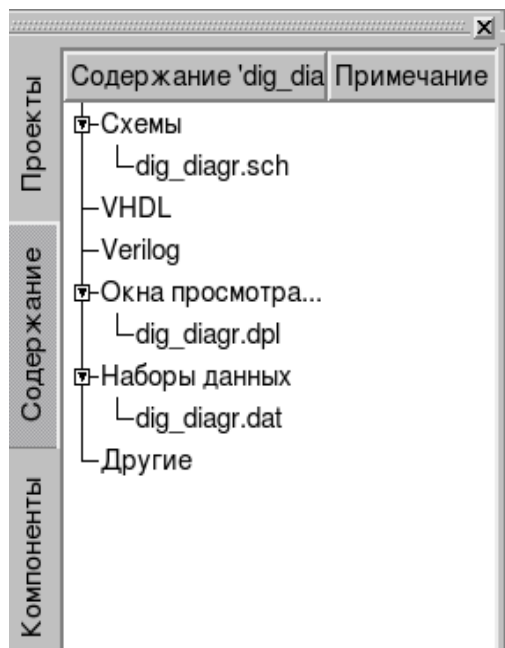 Проекты
Содержание
Компоненты
Содержание 'dig_dia
Примечание
Схемы
dig_diagr.sch
VHDL
Verilog
Окна просмотра...
dig_diagr.dpl
Наборы данных
dig_diagr.dat
Другие